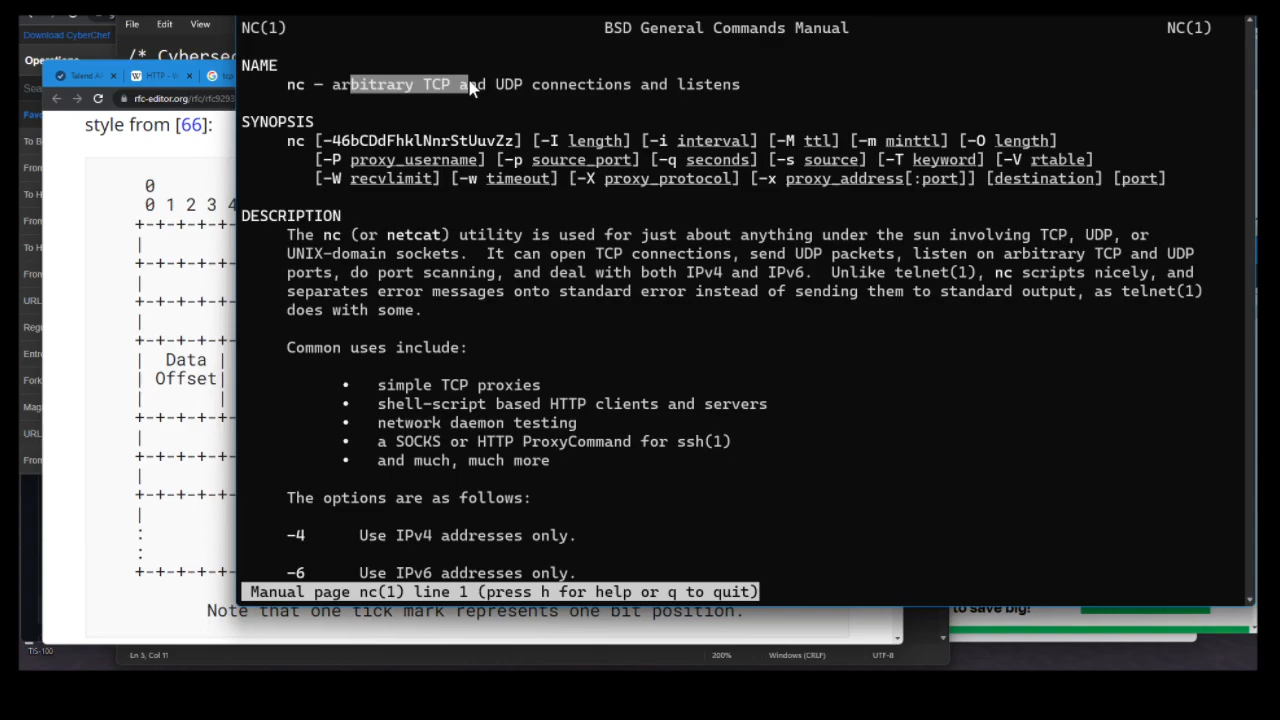 File Edit View
Download CyberChef
/* Cybersec
Talend A
HTTP - W
tcp
rfc-editor.org/rfc/rfc9293
style from [66]:
0
0 1 2 3 4
Data
Offset
Note that one tick mark represents one bit position.
NC(1) BSD General Commands Manual NC(1)
NAME
nc — arbitrary TCP and UDP connections and listens
SYNOPSIS
nc [-46bCDdFhklNnrStUuvZz] [-I length] [-i interval] [-M ttl] [-m minttl] [-O length]
[-P proxy_username] [-p source_port] [-q seconds] [-s source] [-T keyword] [-V rtable]
[-W recvlimit] [-w timeout] [-X proxy_protocol] [-x proxy_address[:port]] [destination] [port]
DESCRIPTION
The nc (or netcat) utility is used for just about anything under the sun involving TCP, UDP, or
UNIX-domain sockets. It can open TCP connections, send UDP packets, listen on arbitrary TCP and UDP
ports, do port scanning, and deal with both IPv4 and IPv6. Unlike telnet(1), nc scripts nicely, and
separates error messages onto standard error instead of sending them to standard output, as telnet(1)
does with some.
Common uses include:
• simple TCP proxies
• shell-script based HTTP clients and servers
• network daemon testing
• a SOCKS or HTTP ProxyCommand for ssh(1)
• and much, much more
The options are as follows:
-4 Use IPv4 addresses only.
-6 Use IPv6 addresses only.
Manual page nc(1) line 1 (press h for help or q to quit)
to save big!
TIS-100
Ln 5, Col 11 200% Windows (CRLF) UTF-8